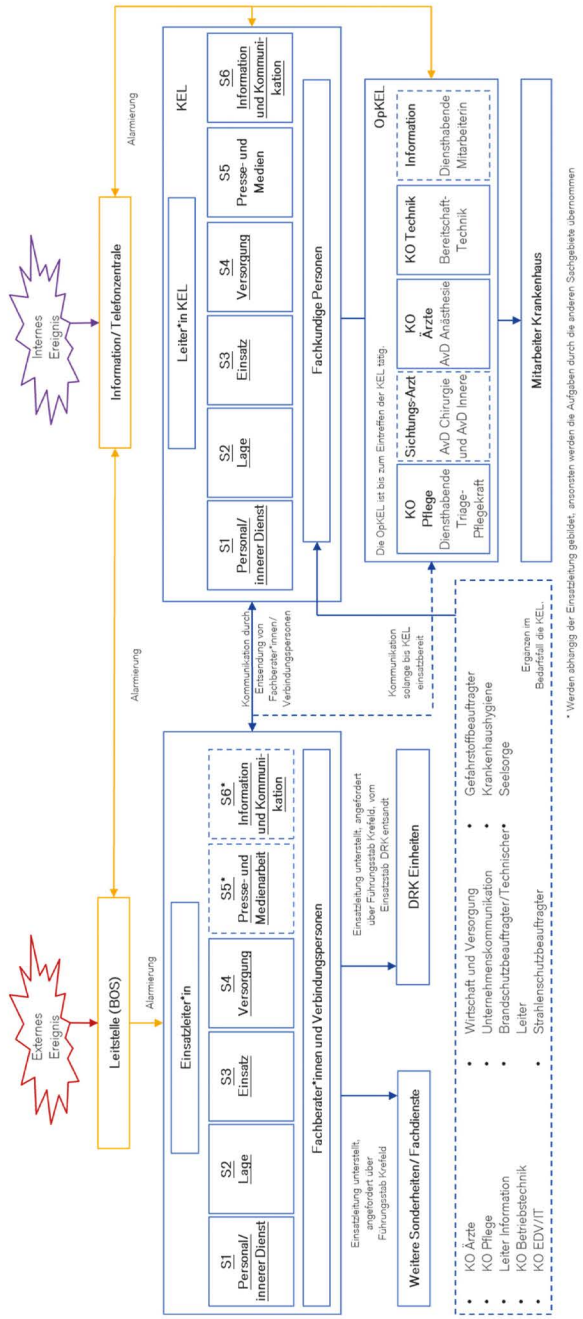 Externes
Ereignis
Internes
Ereignis
Leitstelle (BOS)
Alarmierung
Information/ Telefonzentrale
Alarmierung
Alarmierung
Einsatzleiter*in
S1
Personal/
innerer Dienst
S2
Lage
S3
Einsatz
S4
Versorgung
S5*
Presse- und
Medienarbeit
S6*
Information
und Kommuni-
kation
Fachberater*innen und Verbindungspersonen
Kommunikation durch
Entsendung von
Fachberater*innen/
Verbindungspersonen
KEL
Leiter*in KEL
S1
Personal/
innerer Dienst
S2
Lage
S3
Einsatz
S4
Versorgung
S5
Presse- und
Medien
S6
Information
und Kommuni-
kation
Fachkundige Personen
Einsatzleitung unterstellt,
angefordert über
Führungsstab Krefeld
Weitere Sonderheiten/ Fachdienste
Einsatzleitung unterstellt, angefordert
über Führungsstab Krefeld, vom
Einsatzstab DRK entsandt
DRK Einheiten
Kommunikation
solange bis KEL
einsatzbereit
Die OpKEL ist bis zum Eintreffen der KEL tätig.
OpKEL
KO
Pflege
Diensthabende
Triage-
Pflegekraft
Sichtungs-Arzt
AvD Chirurgie
und AvD Innere
KO
Ärzte
AvD Anästhesie
KO Technik
Bereitschaft-
Technik
Information
Diensthabende
Mitarbeiterin
Mitarbeiter Krankenhaus
• KO Ärzte
• KO Pflege
• Leiter Information
• KO Betriebstechnik
• KO EDV/IT
• Wirtschaft und Versorgung
• Unternehmenskommunikation
• Brandschutzbeauftragter/Technischer
Leiter
• Strahlenschutzbeauftragter
• Gefahrstoffbeauftragter
• Krankenhaushygiene
• Seelsorge
Ergänzen im
Bedarfsfall die KEL.
* Werden abhängig der Einsatzleitung gebildet, ansonsten werden die Aufgaben durch die anderen Sachgebiete übernommen